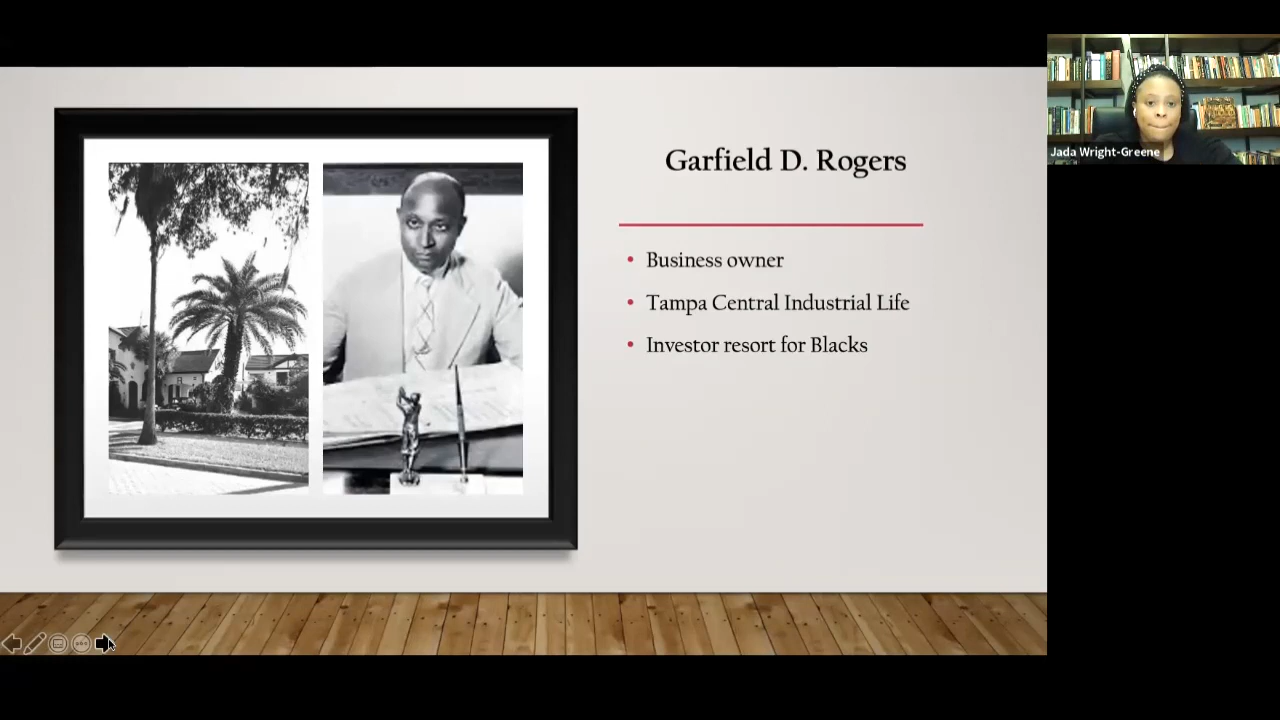 Garfield D. Rogers
Business owner
Tampa Central Industrial Life
Investor resort for Blacks
Jada Wright-Greene